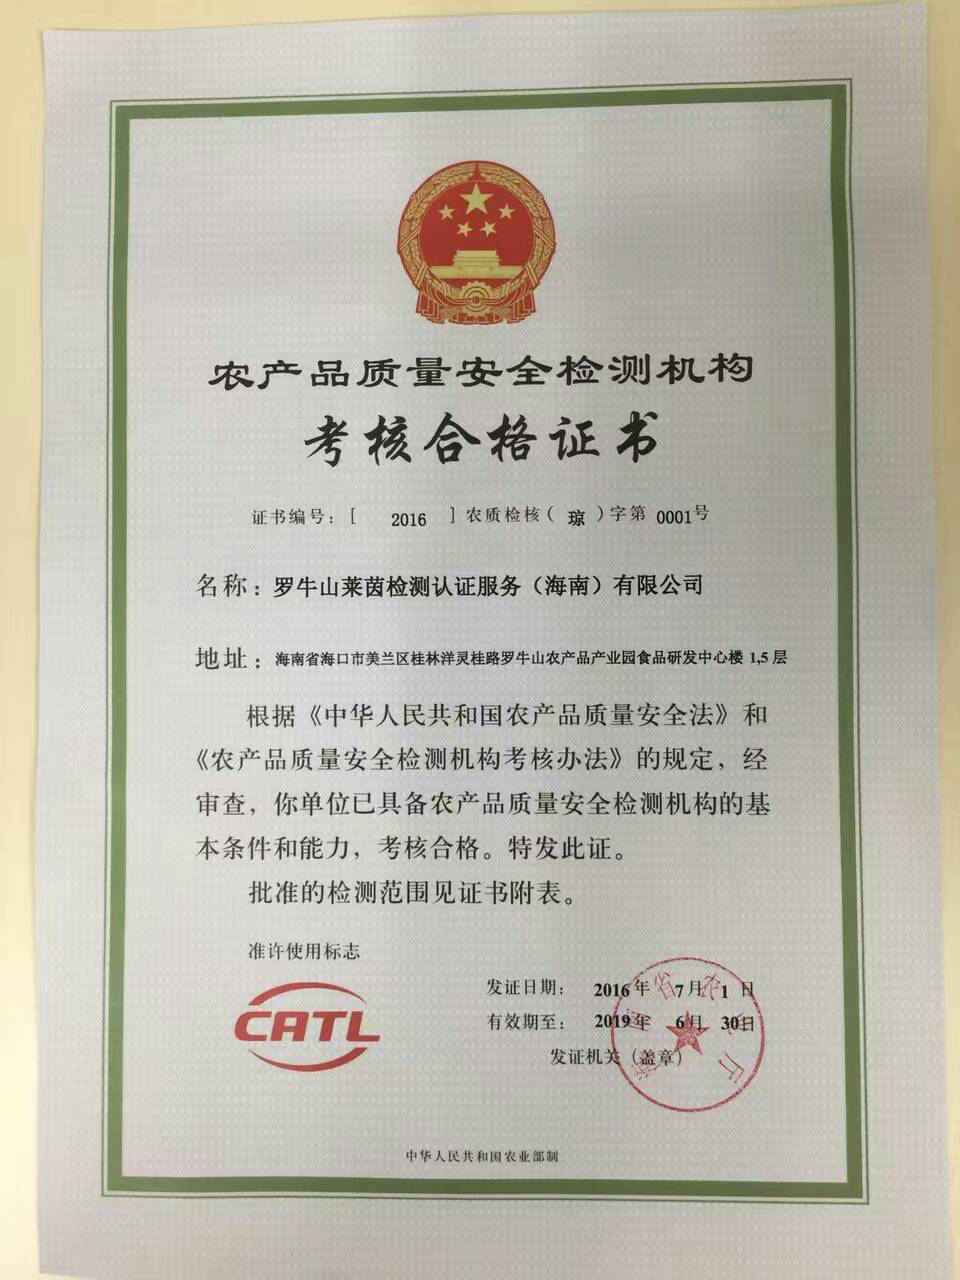 农产品质量安全检测机构
考核合格证书
证书编号：[ 2016 ] 农质检核（ 琼 ）字第 0001号
名称：罗牛山莱茵检测认证服务（海南）有限公司
地址：海南省海口市美兰区桂林洋灵桂路罗牛山农产品产业园食品研发中心楼 1,5 层
根据《中华人民共和国农产品质量安全法》和
《农产品质量安全检测机构考核办法》的规定，经
审查，你单位已具备农产品质量安全检测机构的基
本条件和能力，考核合格。特发此证。
批准的检测范围见证书附表。
准许使用标志
CATL
发证日期： 2016 年 7 月 1 日
有效期至： 2019 年 6 月 30 日
发证机关（盖章）
海南省农业厅
中华人民共和国农业部制